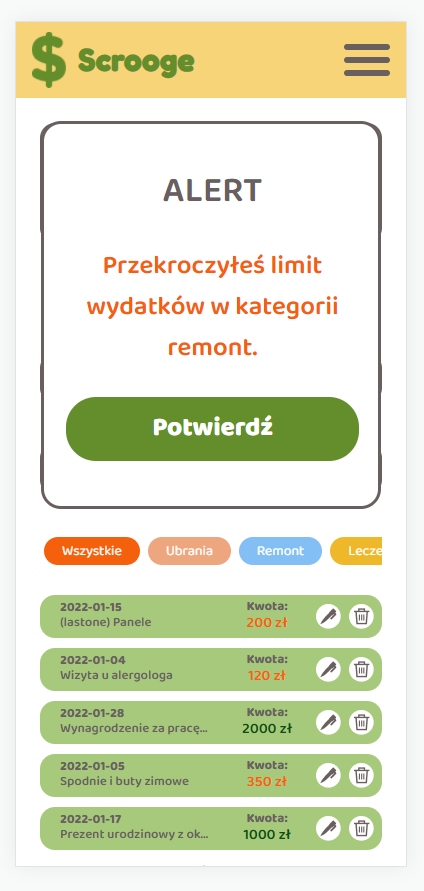 $ Scrooge
ALERT
Przekroczyłeś limit
wydatków w kategorii
remont.
Potwierdź
Wszystkie Ubrania Remont Lecze
2022-01-15 Kwota:
(lastone) Panele 200 zł
2022-01-04 Kwota:
Wizyta u alergologa 120 zł
2022-01-28 Kwota:
Wynagrodzenie za pracę... 2000 zł
2022-01-05 Kwota:
Spodnie i buty zimowe 350 zł
2022-01-17 Kwota:
Prezent urodzinowy z ok... 1000 zł